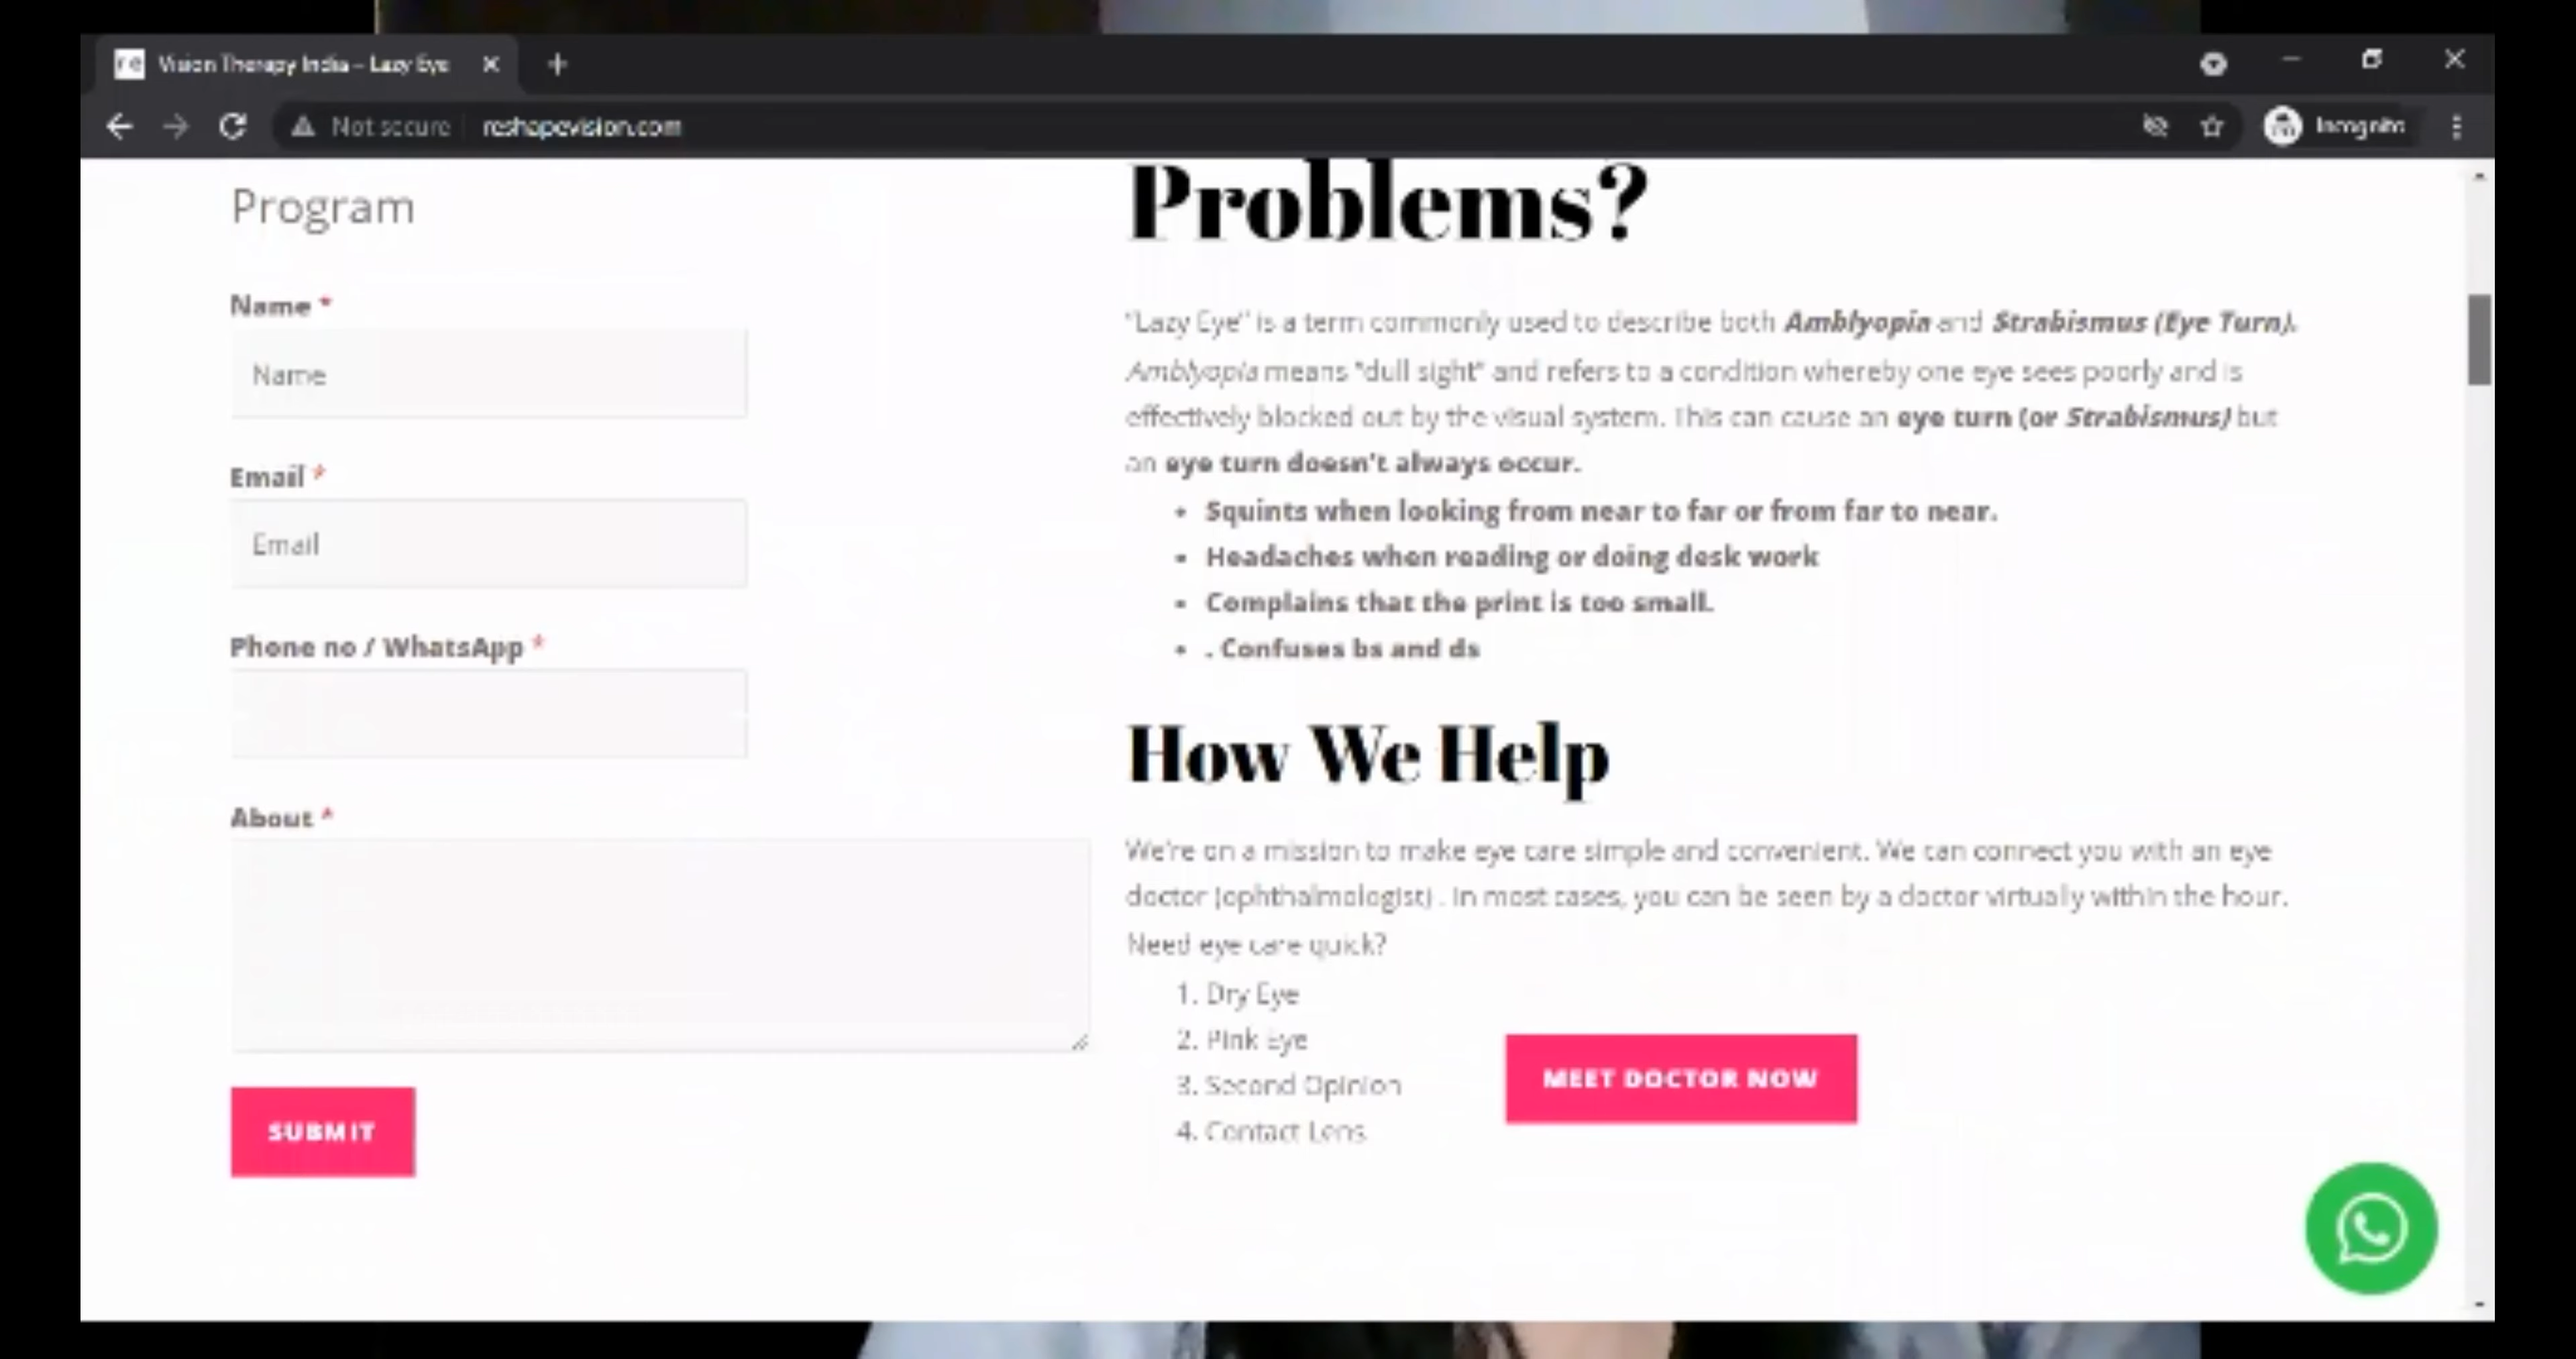 re Vision Therapy India – Lazy Eye
Not secure reshapevision.com Incognito
Program
Name *
Name
Email *
Email
Phone no / WhatsApp *
About *
SUBMIT
Problems?
"Lazy Eye" is a term commonly used to describe both Amblyopia and Strabismus (Eye Turn).
Amblyopia means "dull sight" and refers to a condition whereby one eye sees poorly and is
effectively blocked out by the visual system. This can cause an eye turn (or Strabismus) but
an eye turn doesn't always occur.
• Squints when looking from near to far or from far to near.
• Headaches when reading or doing desk work
• Complains that the print is too small.
• . Confuses bs and ds
How We Help
We're on a mission to make eye care simple and convenient. We can connect you with an eye
doctor (ophthalmologist) . In most cases, you can be seen by a doctor virtually within the hour.
Need eye care quick?
1. Dry Eye
2. Pink Eye
3. Second Opinion
4. Contact Lens
MEET DOCTOR NOW